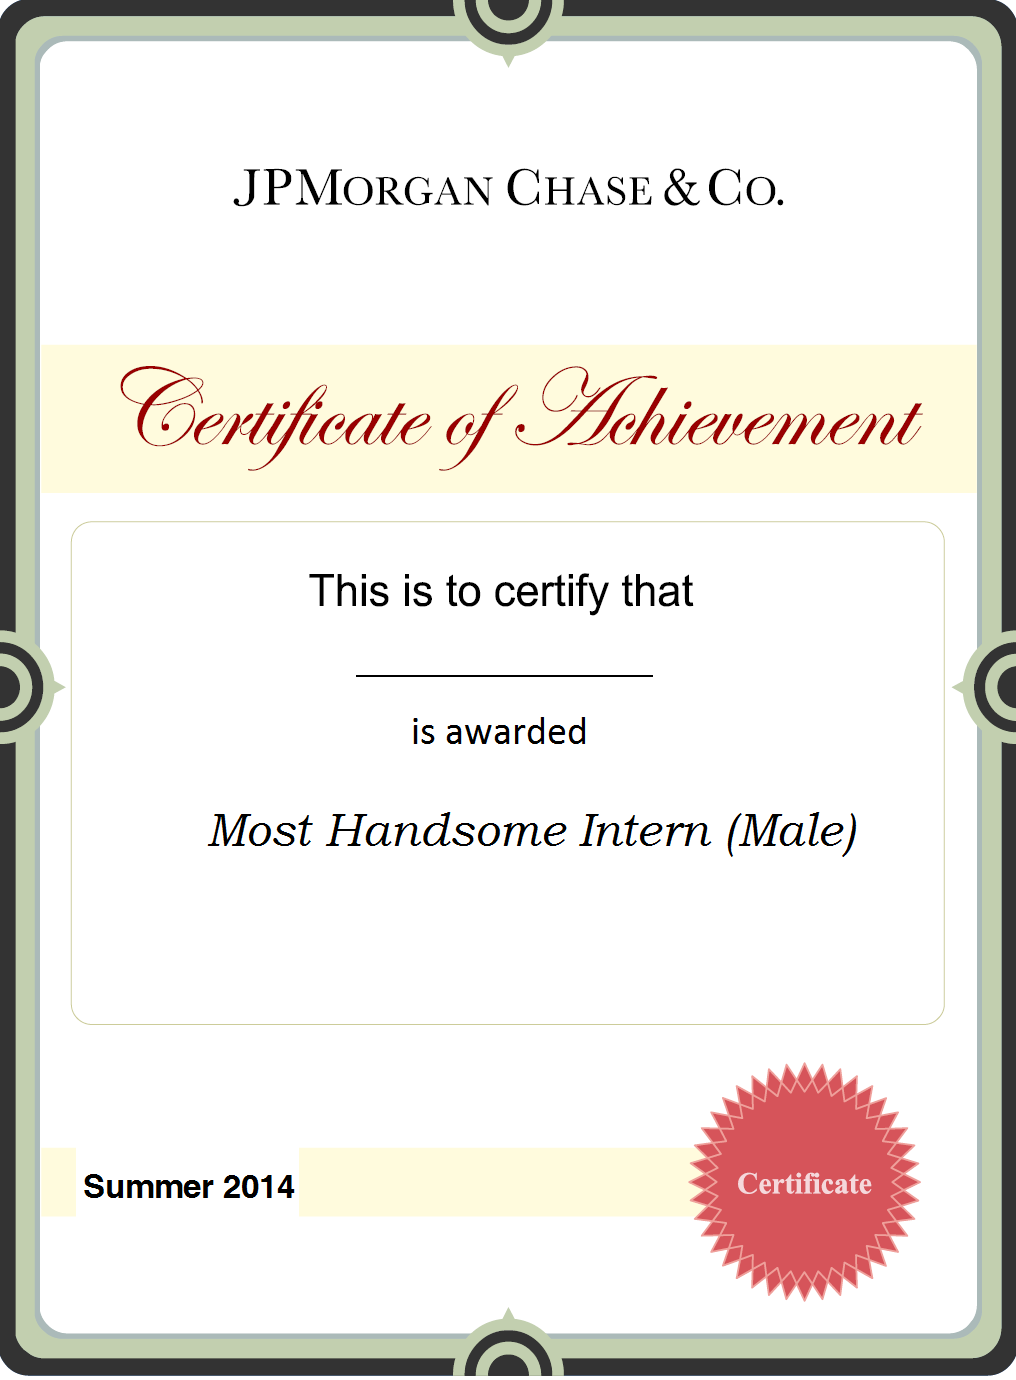 JPMORGAN CHASE & CO.
Certificate of Achievement
This is to certify that
is awarded
Most Handsome Intern (Male)
Summer 2014
Certificate